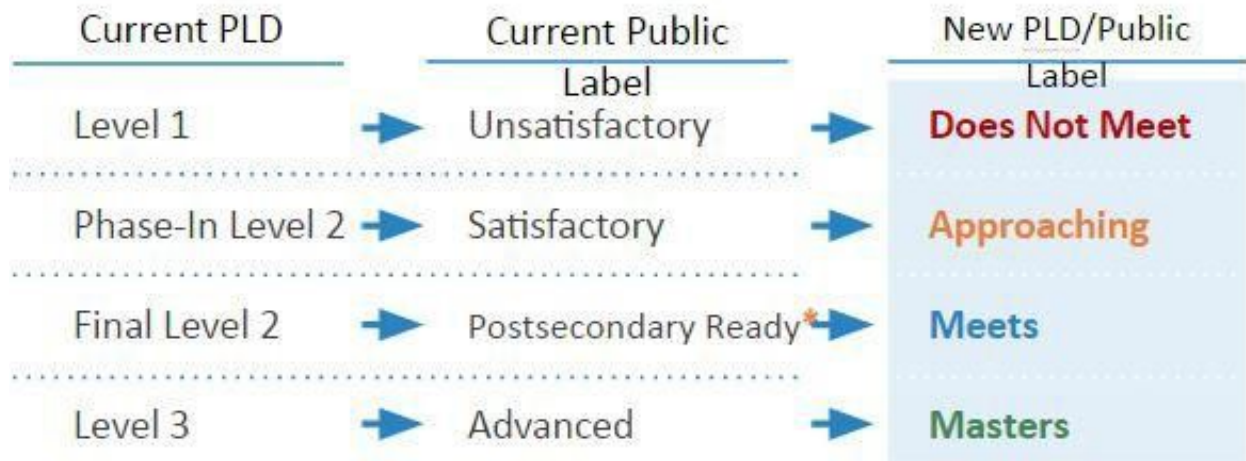 Current PLD
Current Public
Label
New PLD/Public
Label
Level 1
Unsatisfactory
Does Not Meet
Phase-In Level 2
Satisfactory
Approaching
Final Level 2
Postsecondary Ready*
Meets
Level 3
Advanced
Masters